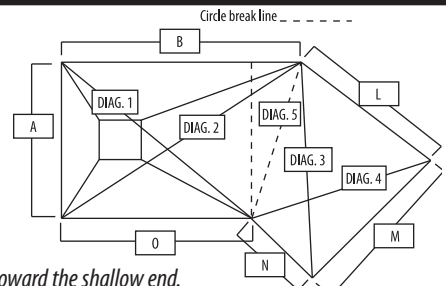 Circle break line
B
DIAG. 1
L
A
DIAG. 5
DIAG. 2
DIAG. 3
DIAG. 4
O
M
N
oward the shallow end.